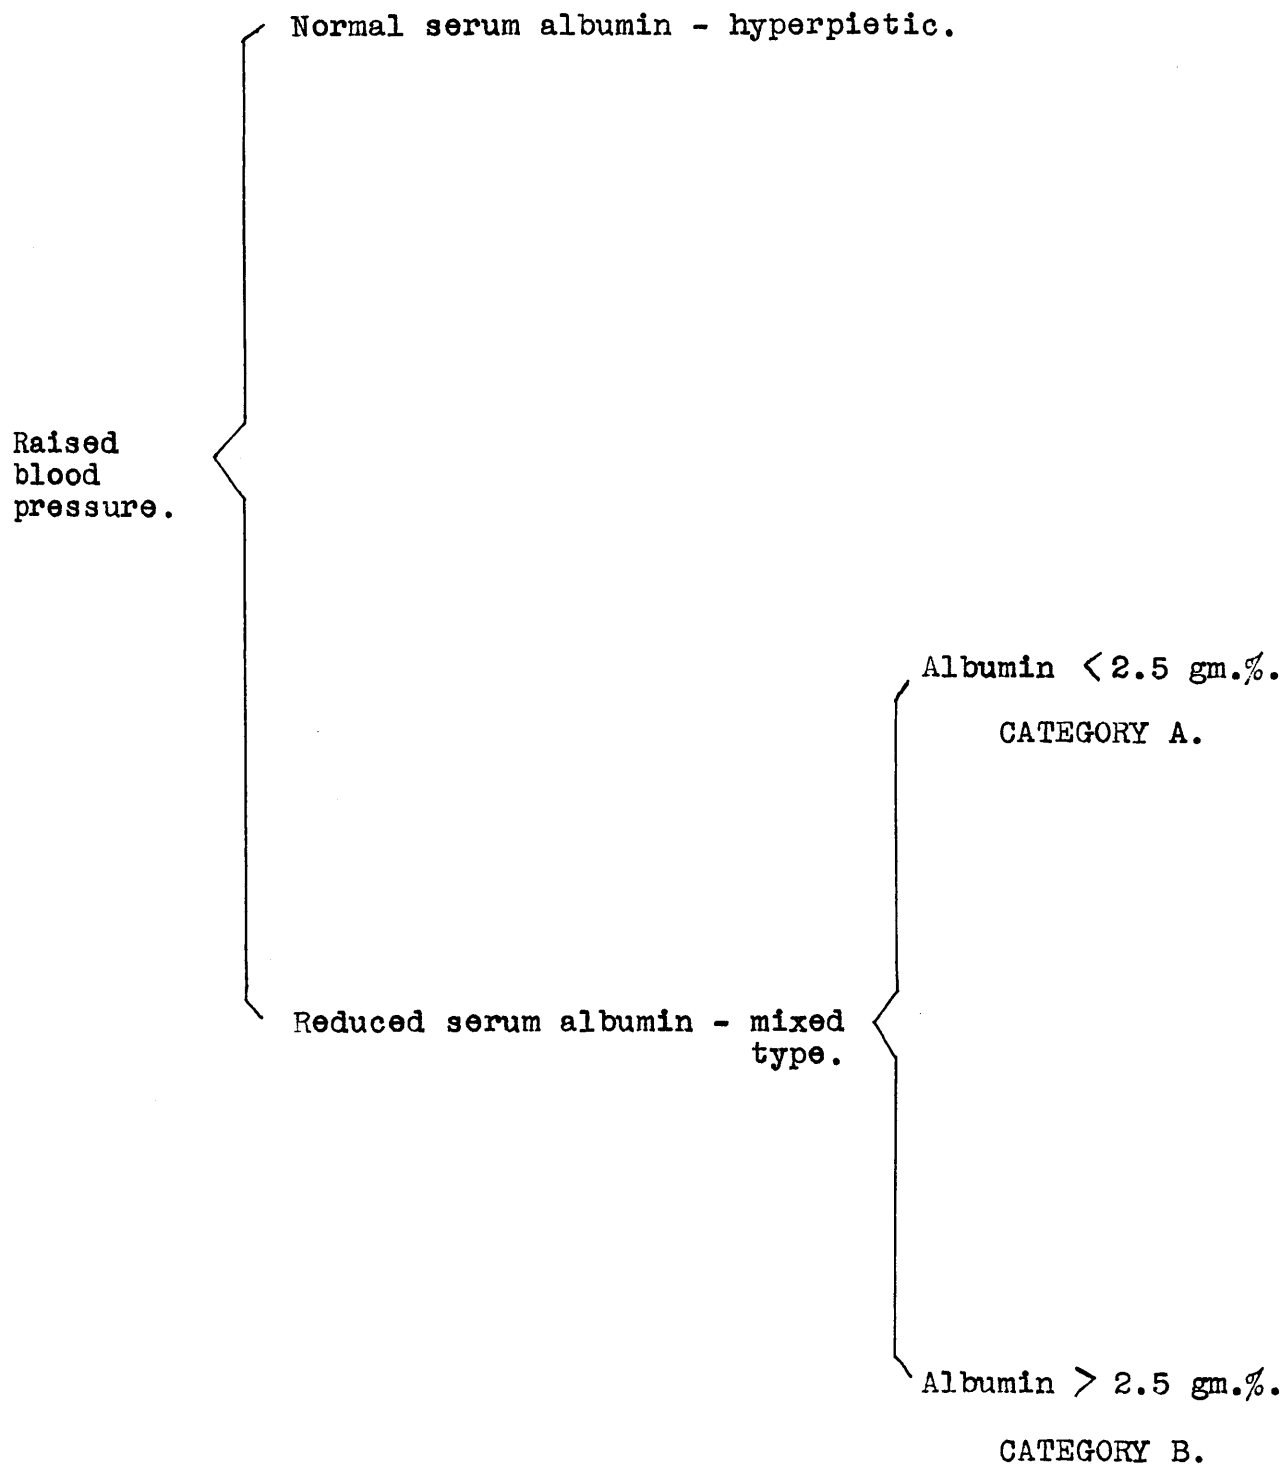 Normal serum albumin - hyperpietic.
Raised
blood
pressure.
Albumin < 2.5 gm.%.
CATEGORY A.
Reduced serum albumin - mixed
type.
Albumin > 2.5 gm.%.
CATEGORY B.